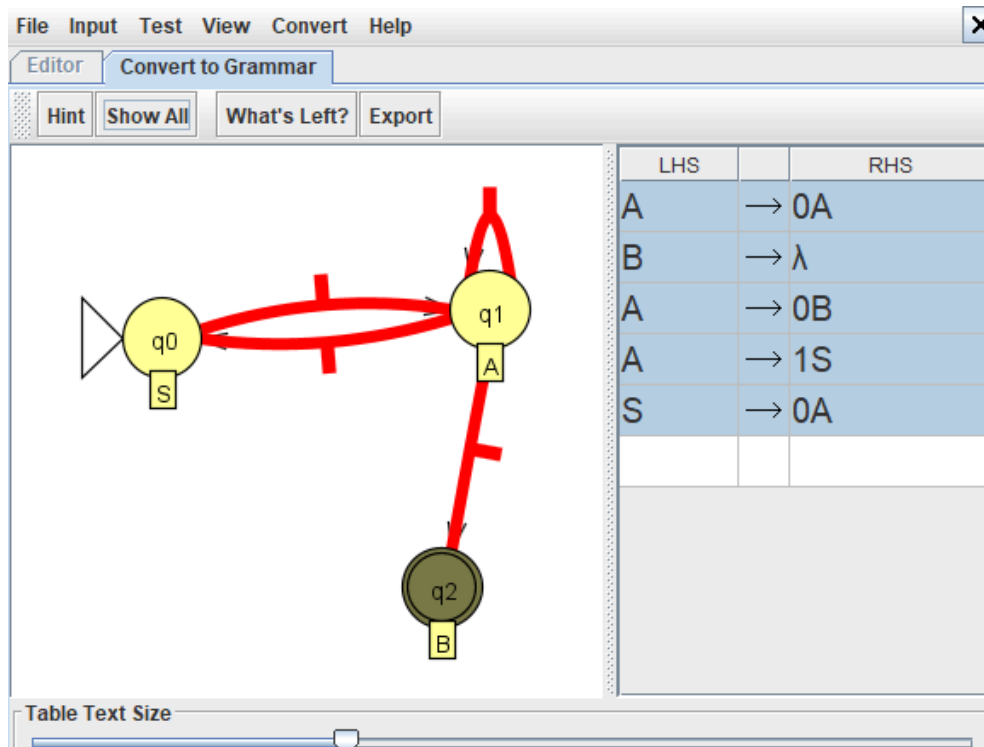 File Input Test View Convert Help
Editor Convert to Grammar
Hint Show All What's Left? Export
LHS RHS
A → 0A
B → λ
A → 0B
A → 1S
S → 0A
q0
S
q1
A
q2
B
Table Text Size